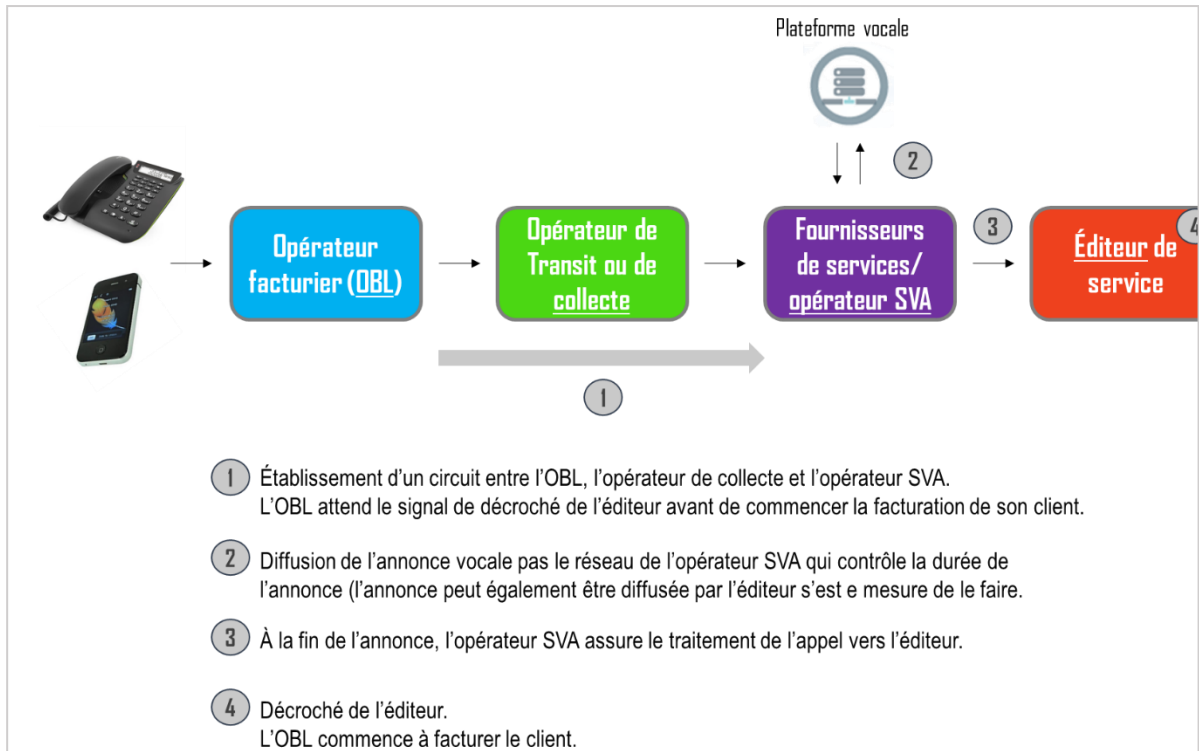 Plateforme vocale
2
Opérateur
facturier (OBL)
Opérateur de
Transit ou de
collecte
Fournisseurs
de services/
opérateur SVA
3
Éditeur de
service
4
1
1 Établissement d’un circuit entre l’OBL, l’opérateur de collecte et l’opérateur SVA.
L’OBL attend le signal de décroché de l’éditeur avant de commencer la facturation de son client.
2 Diffusion de l’annonce vocale pas le réseau de l’opérateur SVA qui contrôle la durée de
l’annonce (l’annonce peut également être diffusée par l’éditeur s’est e mesure de le faire.
3 À la fin de l’annonce, l’opérateur SVA assure le traitement de l’appel vers l’éditeur.
4 Décroché de l’éditeur.
L’OBL commence à facturer le client.